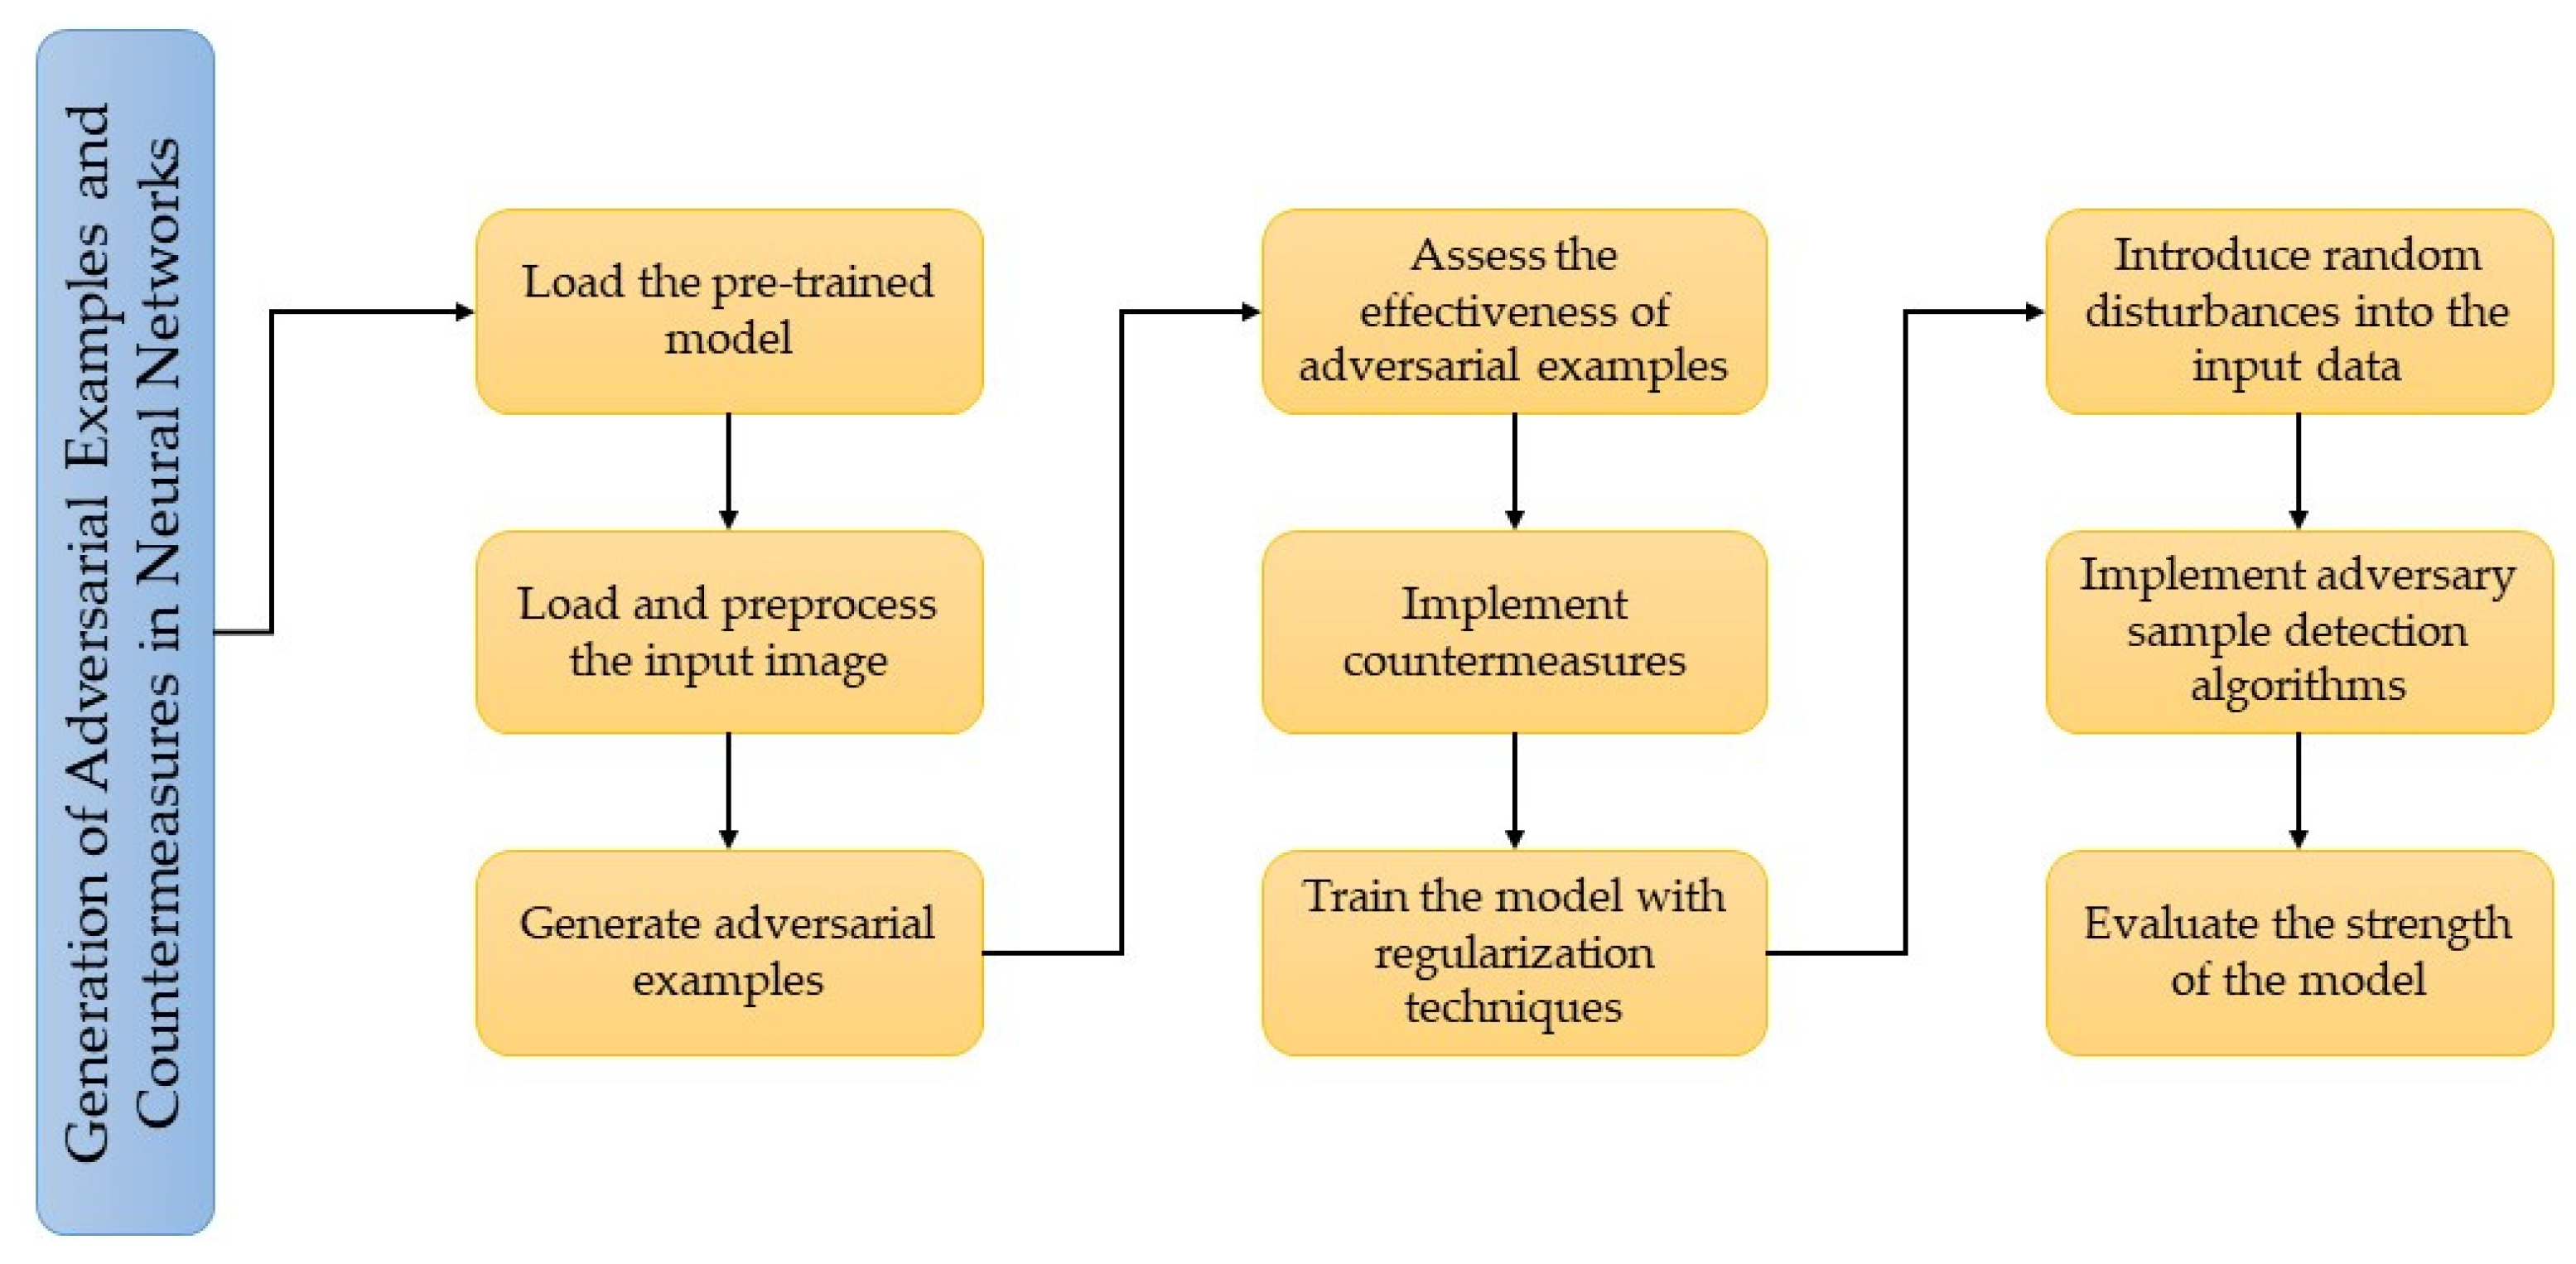 Generation of Adversarial Examples and
Countermeasures in Neural Networks
Load the pre-trained
model
Load and preprocess
the input image
Generate adversarial
examples
Assess the
effectiveness of
adversarial examples
Implement
countermeasures
Train the model with
regularization
techniques
Introduce random
disturbances into the
input data
Implement adversary
sample detection
algorithms
Evaluate the strength
of the model